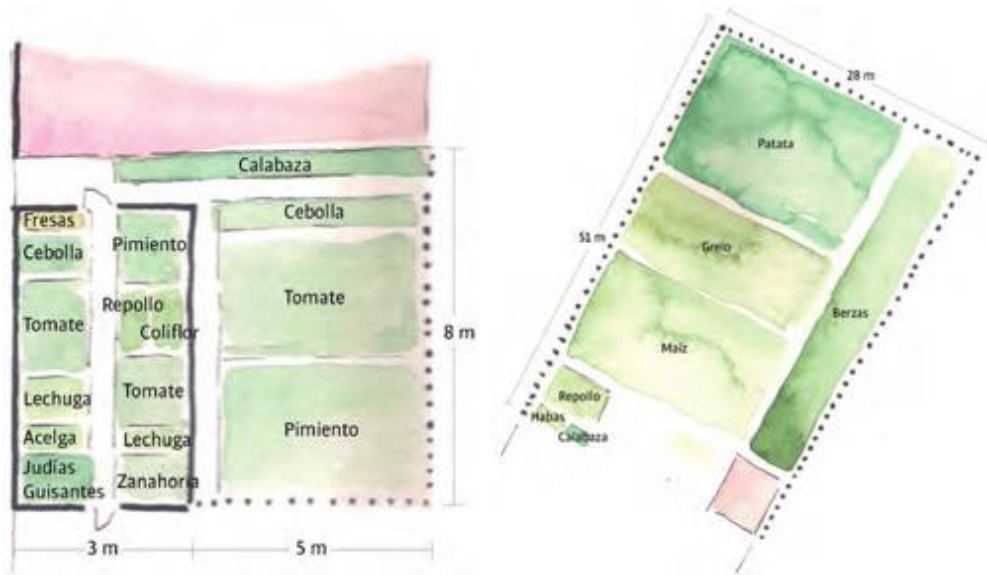 Calabaza
Fresas
Cebolla
Pimiento
Cebolla
Tomate
Repollo
Coliflor
Tomate
8 m
Lechuga
Tomate
Acelga
Lechuga
Pimiento
Judías
Guisantes
Zanahoria
3 m
5 m
28 m
Patata
51 m
Grelo
Berzas
Maíz
Repollo
Habas
Calabaza